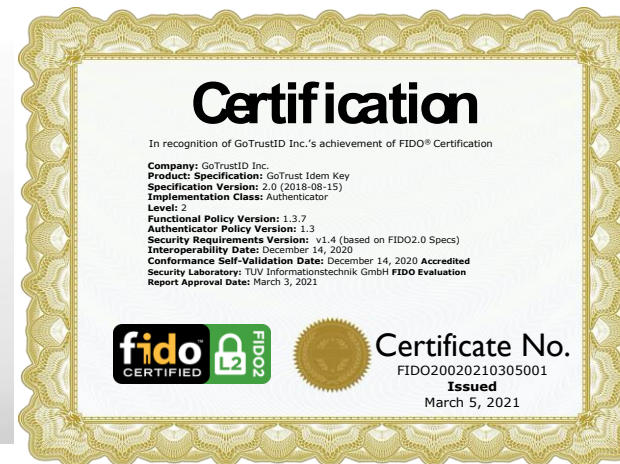 Certification
In recognition of GoTrustID Inc.'s achievement of FIDO® Certification
Company: GoTrustID Inc.
Product: Specification: GoTrust Idem Key
Specification Version: 2.0 (2018-08-15)
Implementation Class: Authenticator
Level: 2
Functional Policy Version: 1.3.7
Authenticator Policy Version: 1.3
Security Requirements Version: v1.4 (based on FIDO2.0 Specs)
Interoperability Date: December 14, 2020
Conformance Self-Validation Date: December 14, 2020 Accredited
Security Laboratory: TUV Informationstechnik GmbH FIDO Evaluation
Report Approval Date: March 3, 2021
fido™
CERTIFIED
L2
FIDO2
Certificate No.
FIDO20020210305001
Issued
March 5, 2021